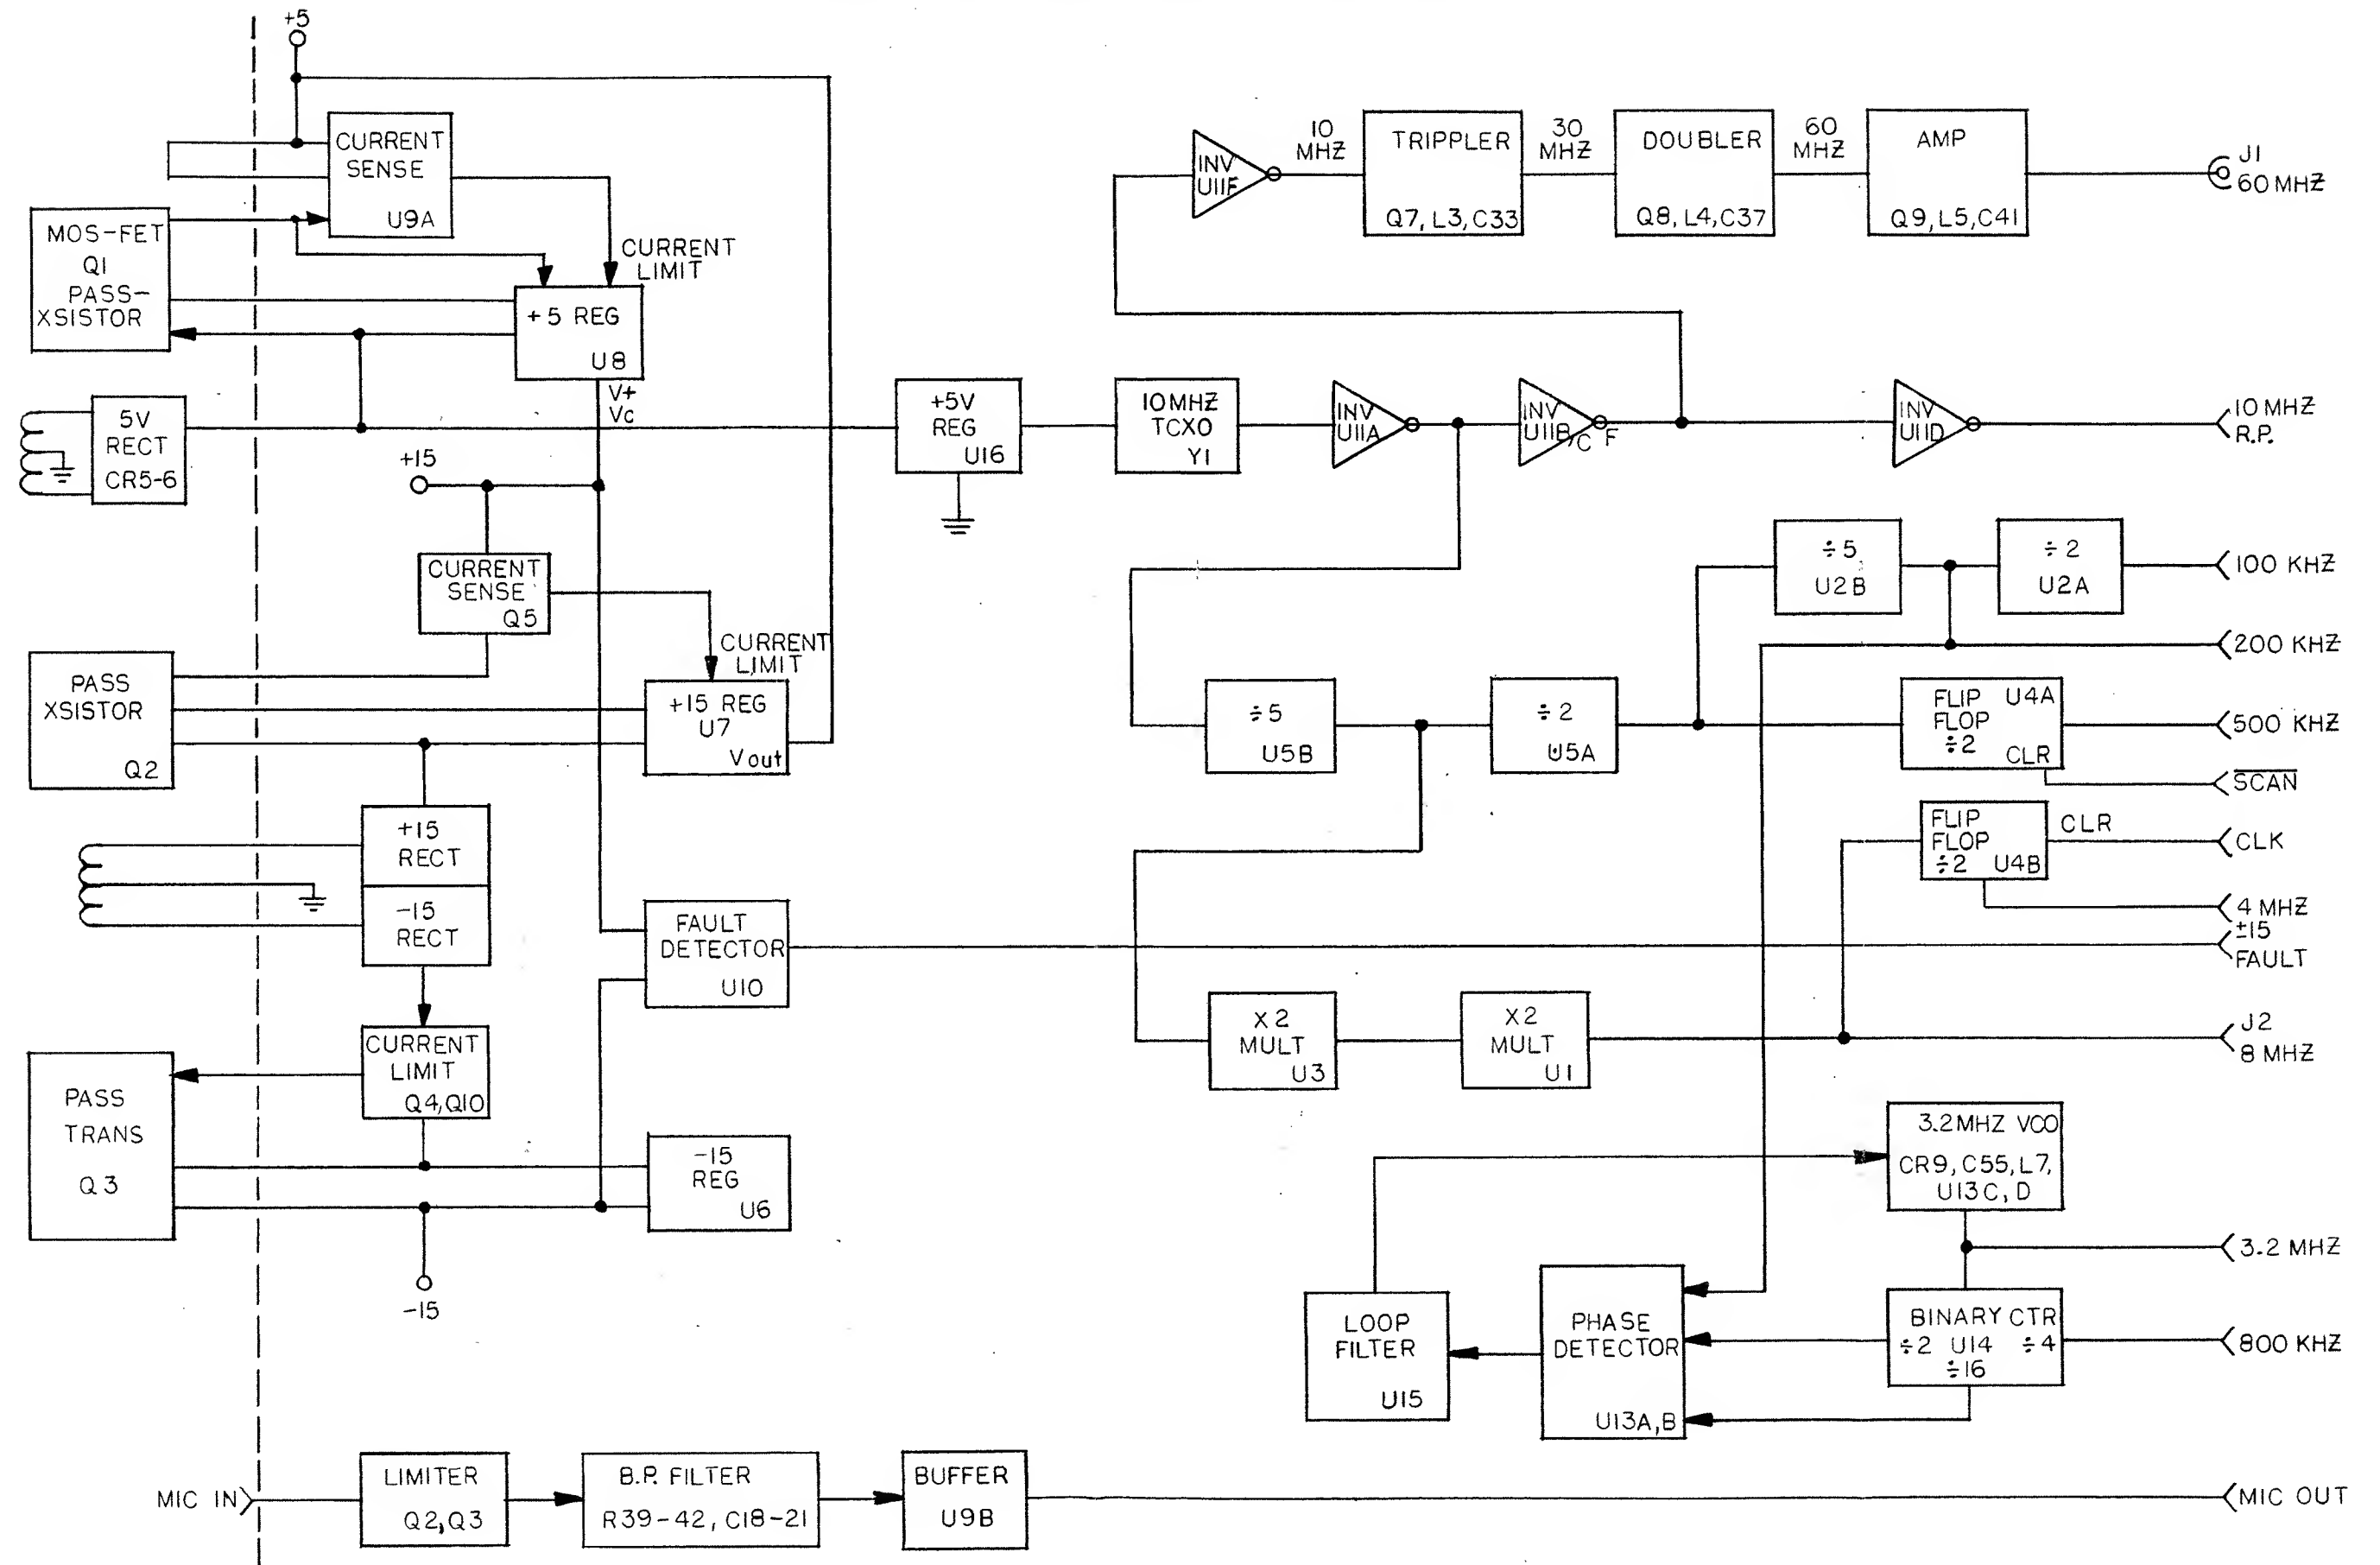 +5
CURRENT
SENSE
U9A
MOS-FET
Q1
PASS-
XSISTOR
CURRENT
LIMIT
+5 REG
U8
V+
Vc
5V
RECT
CR5-6
+15
CURRENT
SENSE
Q5
CURRENT
LIMIT
PASS
XSISTOR
Q2
+15 REG
U7
Vout
+15
RECT
-15
RECT
FAULT
DETECTOR
U10
CURRENT
LIMIT
Q4,Q10
PASS
TRANS
Q3
-15
REG
U6
-15
MIC IN
LIMITER
Q2,Q3
B.P. FILTER
R39-42, C18-21
BUFFER
U9B
MIC OUT
INV
U11F
10
MHZ
TRIPPLER
Q7, L3, C33
30
MHZ
DOUBLER
Q8, L4, C37
60
MHZ
AMP
Q9, L5, C41
J1
60 MHZ
+5V
REG
U16
10MHZ
TCXO
Y1
INV
U11A
INV
U11B,C F
INV
U11D
10 MHZ
R.P.
÷5
U2B
÷2
U2A
100 KHZ
200 KHZ
÷5
U5B
÷2
U5A
FLIP U4A
FLOP
÷2
CLR
500 KHZ
SCAN
FLIP
FLOP
÷2 U4B
CLR
CLK
4 MHZ
±15
FAULT
X2
MULT
U3
X2
MULT
U1
J2
8 MHZ
3.2MHZ VCO
CR9, C55, L7,
U13C, D
3.2 MHZ
LOOP
FILTER
U15
PHASE
DETECTOR
U13A,B
BINARY CTR
÷2 U14 ÷4
÷16
800 KHZ